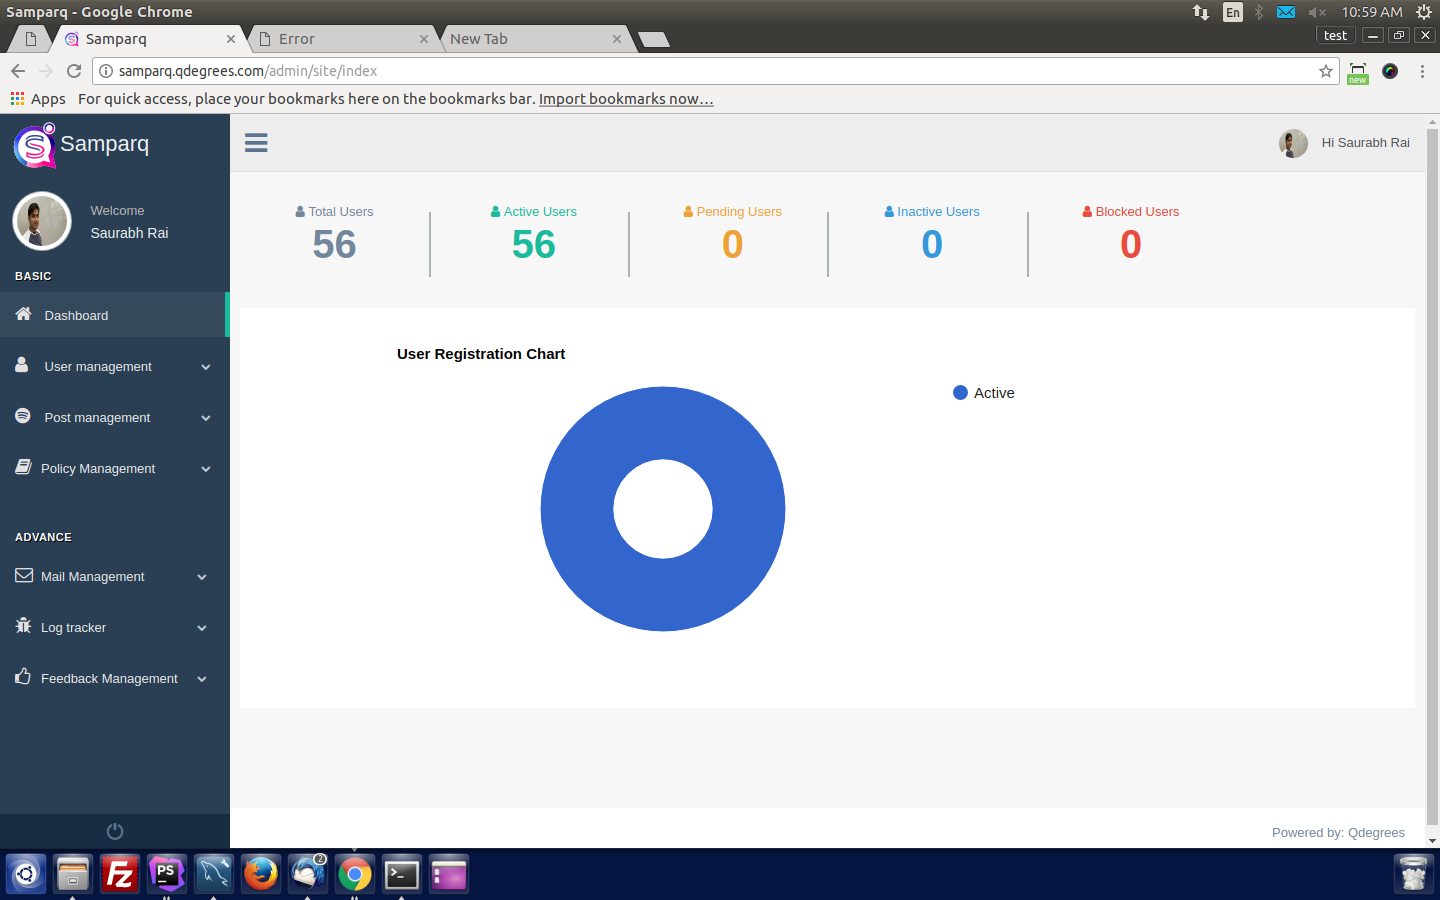 Samparq - Google Chrome
En
10:59 AM
Samparq
Error
New Tab
test
samparq.qdegrees.com/admin/site/index
new
Apps
For quick access, place your bookmarks here on the bookmarks bar. Import bookmarks now...
Samparq
Hi Saurabh Rai
Welcome
Saurabh Rai
Total Users
56
Active Users
56
Pending Users
0
Inactive Users
0
Blocked Users
0
BASIC
Dashboard
User management
Post management
Policy Management
ADVANCE
Mail Management
Log tracker
Feedback Management
User Registration Chart
Active
Powered by: Qdegrees
FZ
PS
2